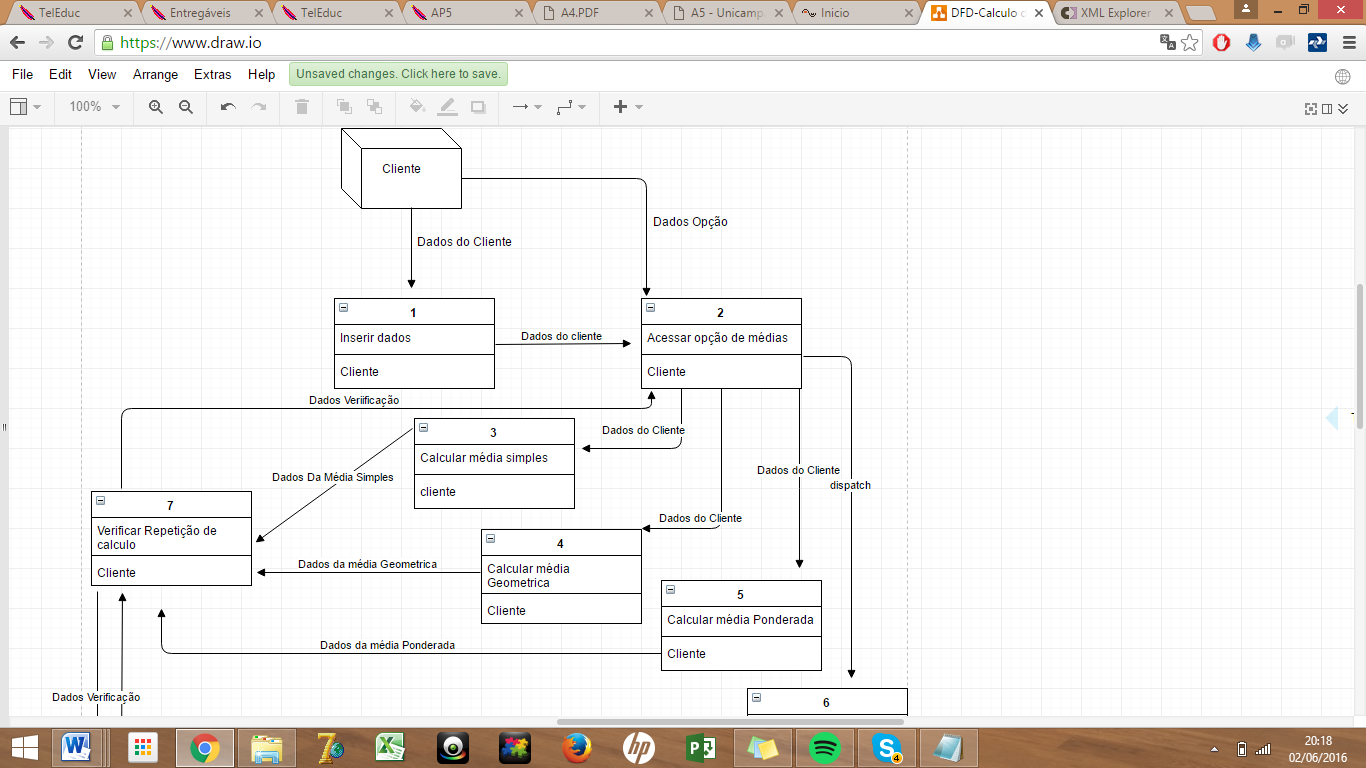 TelEduc
Entregáveis
TelEduc
AP5
A4.PDF
A5 - Unicamp.
Inicio
DFD-Calculo
XML Explorer
https://www.draw.io
File Edit View Arrange Extras Help
Unsaved changes. Click here to save.
100%
Cliente
Dados Opção
Dados do Cliente
1
Inserir dados
Cliente
Dados do cliente
2
Acessar opção de médias
Cliente
Dados Veriificação
3
Calcular média simples
cliente
Dados do Cliente
Dados Da Média Simples
Dados do Cliente
dispatch
7
Verificar Repetição de
calculo
Cliente
Dados do Cliente
4
Calcular média
Geometrica
Cliente
Dados da média Geometrica
5
Calcular média Ponderada
Cliente
Dados da média Ponderada
Dados Verificação
6
20:18
02/06/2016